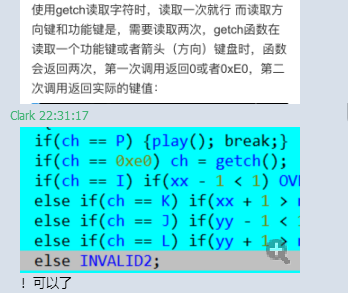 使用getch读取字符时，读取一次就行 而读取方
向键和功能键是，需要读取两次，getch函数在
读取一个功能键或者箭头（方向）键盘时，函数
会返回两次，第一次调用返回0或者0xE0，第二
次调用返回实际的键值：
Clark 22:31:17
if(ch == P) {play(); break;}
if(ch == 0xe0) ch = getch();
if(ch == I) if(xx - 1 < 1) OV
else if(ch == K) if(xx + 1 >
else if(ch == J) if(yy - 1 <
else if(ch == L) if(yy + 1 >
else INVALID2;
！可以了